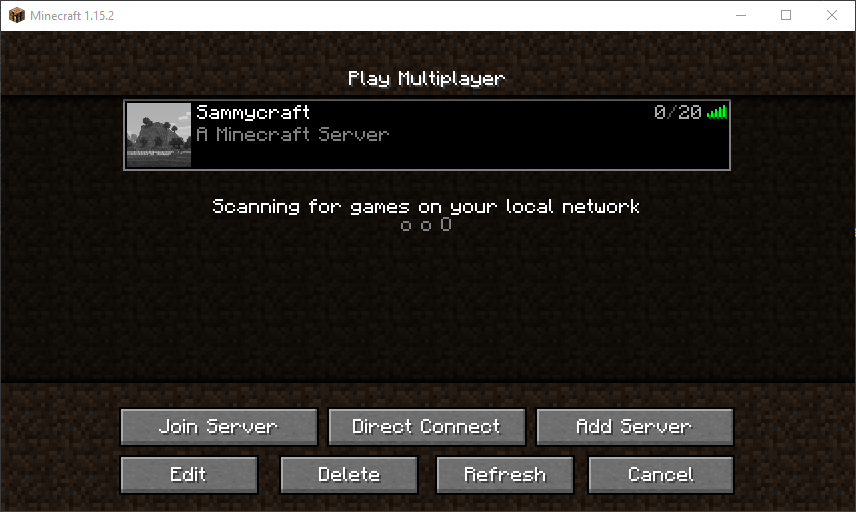 Minecraft 1.15.2
Play Multiplayer
Sammycraft 0/20
A Minecraft Server
Scanning for games on your local network
o o O
Join Server Direct Connect Add Server
Edit Delete Refresh Cancel